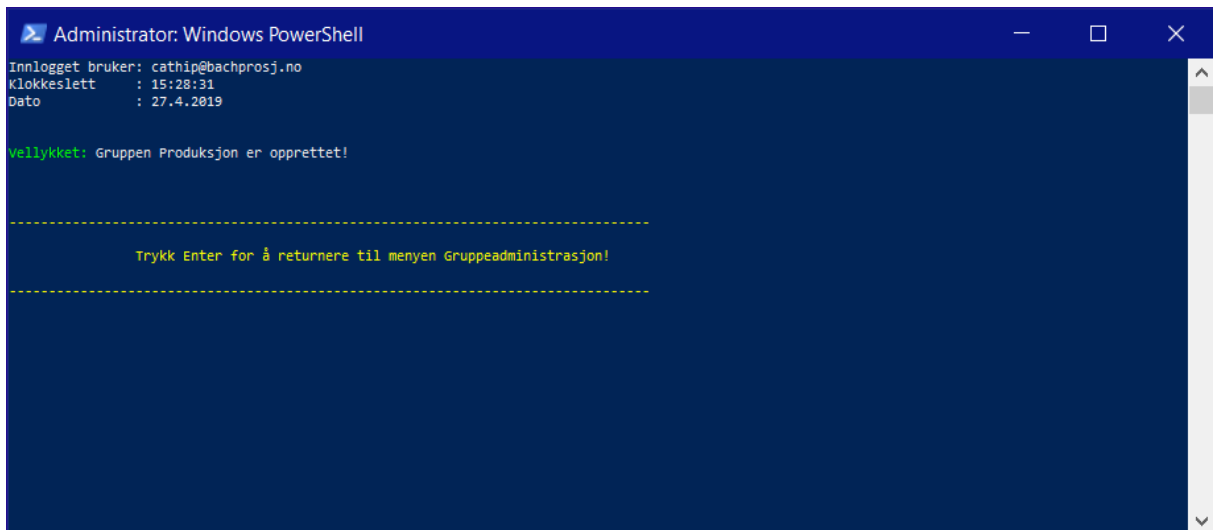 Administrator: Windows PowerShell
Innlogget bruker: cathip@bachprosj.no
Klokkeslett     : 15:28:31
Dato            : 27.4.2019
Vellykket: Gruppen Produksjon er opprettet!
---------------------------------------------------------------------------------
Trykk Enter for å returnere til menyen Gruppeadministrasjon!
---------------------------------------------------------------------------------